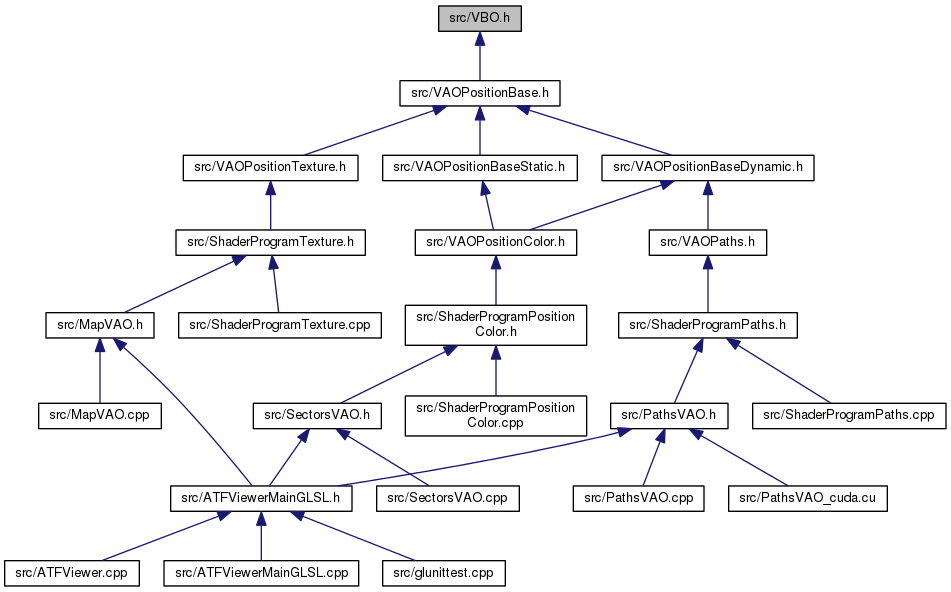 src/VBO.h
src/VAOPositionBase.h
src/VAOPositionTexture.h
src/VAOPositionBaseStatic.h
src/VAOPositionBaseDynamic.h
src/ShaderProgramTexture.h
src/VAOPositionColor.h
src/VAOPaths.h
src/MapVAO.h
src/ShaderProgramTexture.cpp
src/ShaderProgramPosition
Color.h
src/ShaderProgramPaths.h
src/MapVAO.cpp
src/SectorsVAO.h
src/ShaderProgramPosition
Color.cpp
src/PathsVAO.h
src/ShaderProgramPaths.cpp
src/ATFViewerMainGLSL.h
src/SectorsVAO.cpp
src/PathsVAO.cpp
src/PathsVAO_cuda.cu
src/ATFViewer.cpp
src/ATFViewerMainGLSL.cpp
src/glunittest.cpp